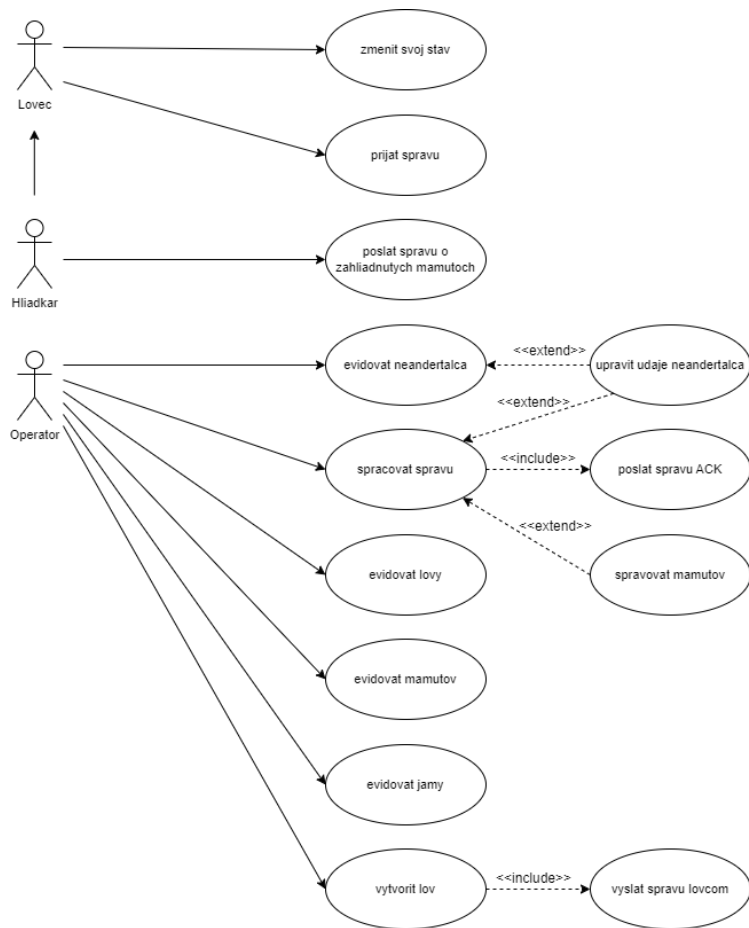 zmenit svoj stav
Lovec
prijat spravu
poslat spravu o
zahliadnutych mamutoch
Hliadkar
evidovat neandertalca
<<extend>>
upravit udaje neandertalca
<<extend>>
Operator
spracovat spravu
<<include>>
poslat spravu ACK
<<extend>>
evidovat lovy
spravovat mamutov
evidovat mamutov
evidovat jamy
vytvorit lov
<<include>>
vyslat spravu lovcom